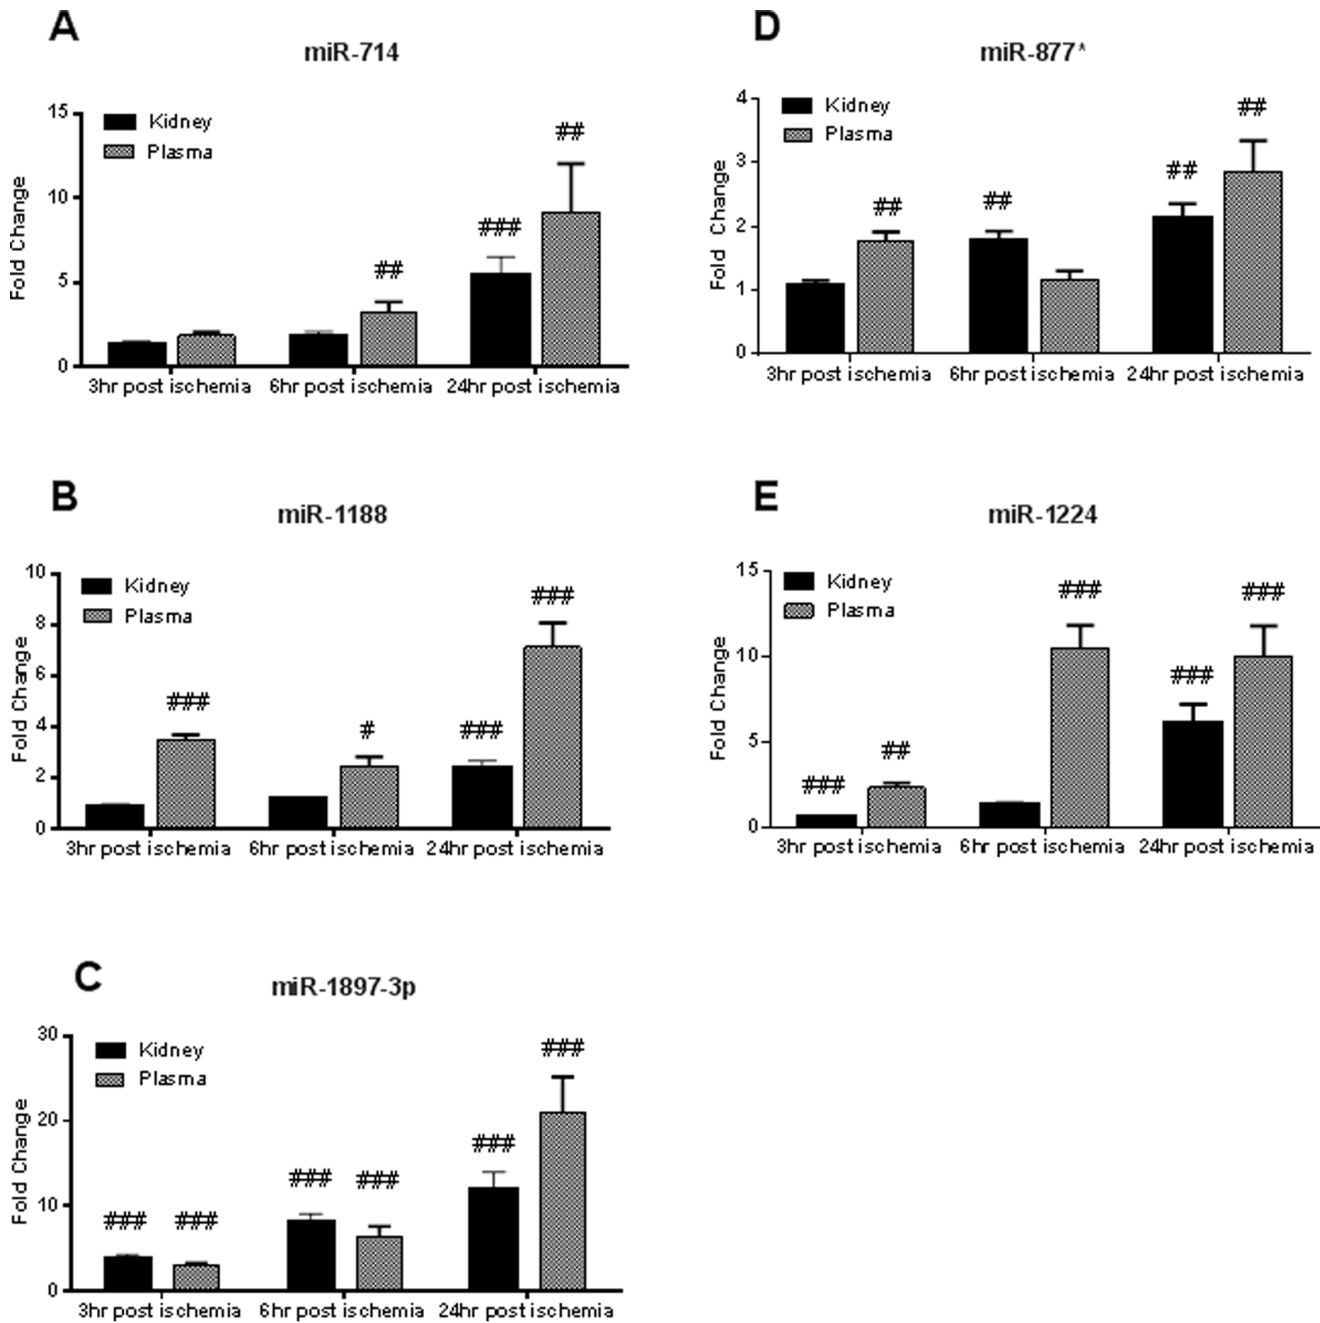 A
miR-714
15
10
5
0
Fold Change
Kidney
Plasma
##
###
##
3hr post ischemia 6hr post ischemia 24hr post ischemia
D
miR-877*
4
3
2
1
0
Fold Change
Kidney
Plasma
##
##
##
##
3hr post ischemia 6hr post ischemia 24hr post ischemia
B
miR-1188
10
8
6
4
2
0
Fold Change
Kidney
Plasma
###
#
###
###
3hr post ischemia 6hr post ischemia 24hr post ischemia
E
miR-1224
15
10
5
0
Fold Change
Kidney
Plasma
###
##
###
###
###
3hr post ischemia 6hr post ischemia 24hr post ischemia
C
miR-1897-3p
30
20
10
0
Fold Change
Kidney
Plasma
###
###
###
###
###
###
3hr post ischemia 6hr post ischemia 24hr post ischemia